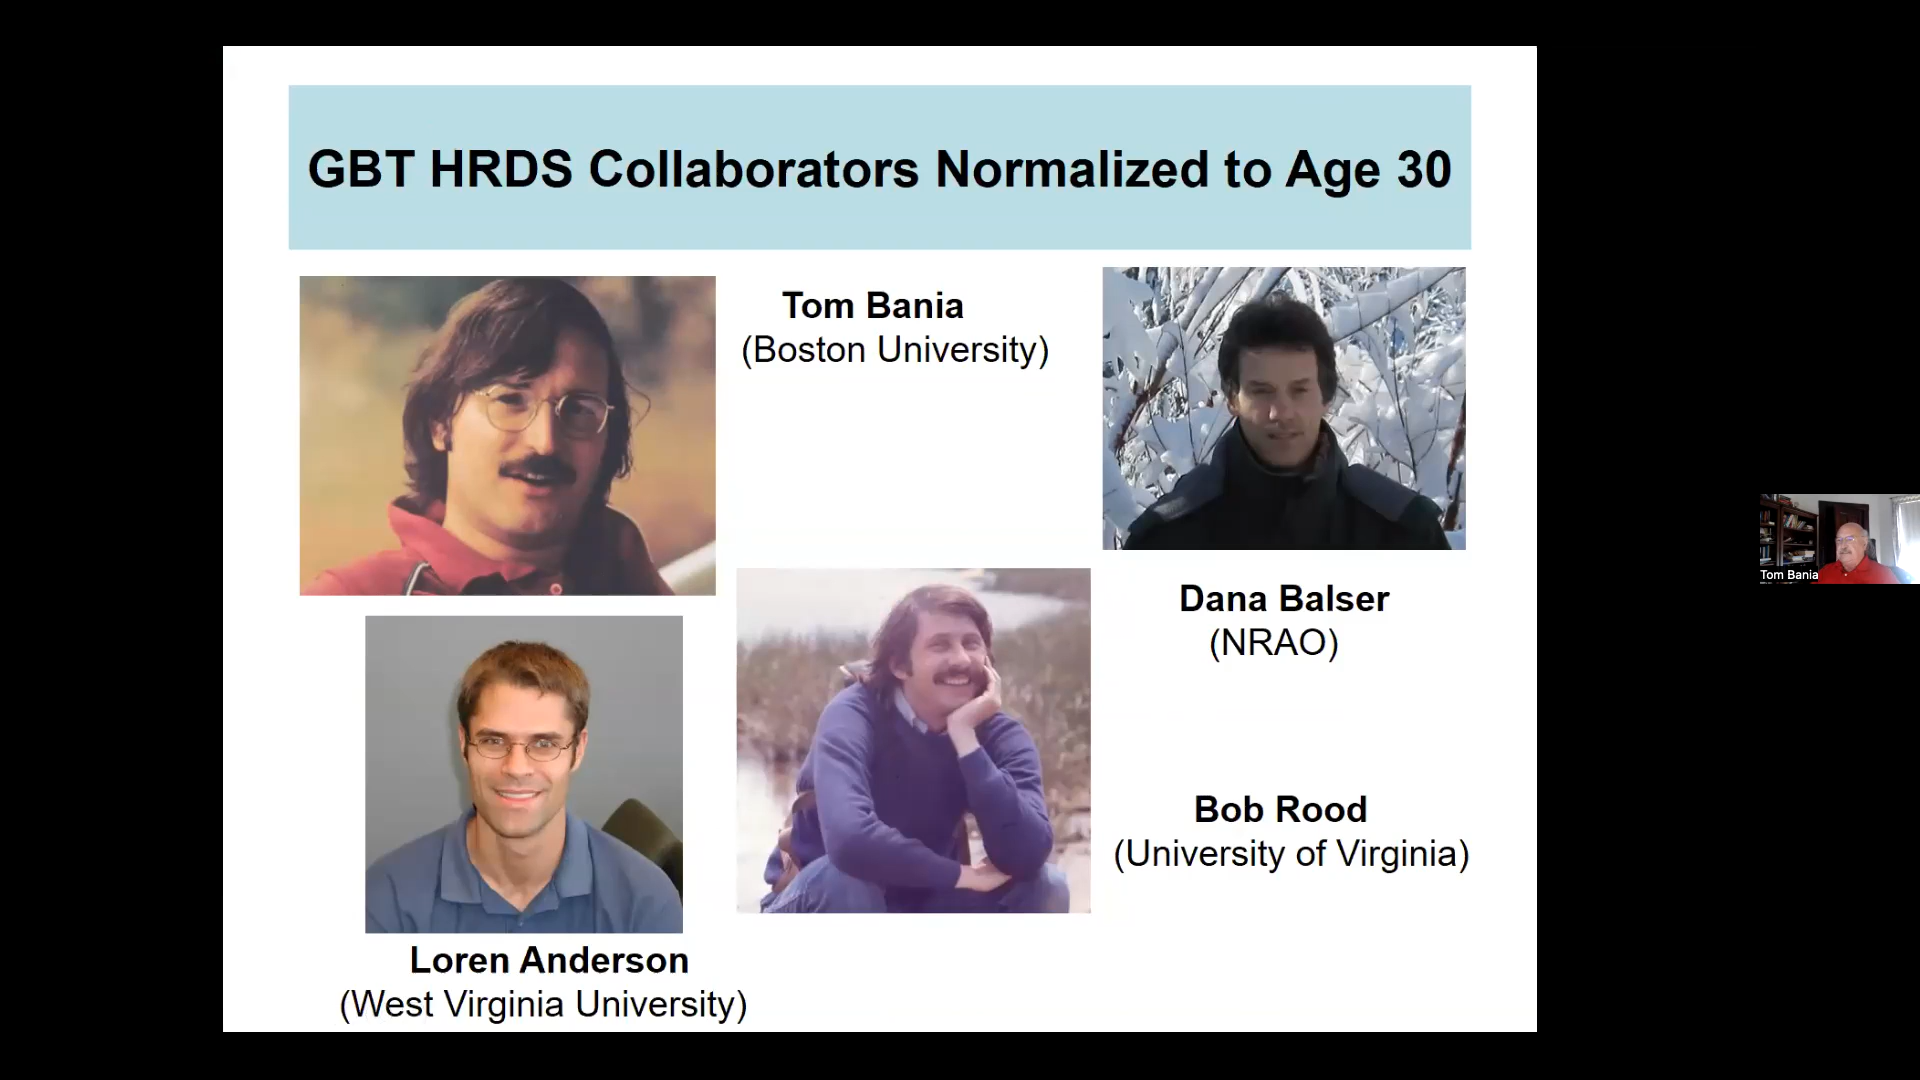 GBT HRDS Collaborators Normalized to Age 30
Tom Bania
(Boston University)
Dana Balser
(NRAO)
Bob Rood
(University of Virginia)
Loren Anderson
(West Virginia University)
Tom Bania